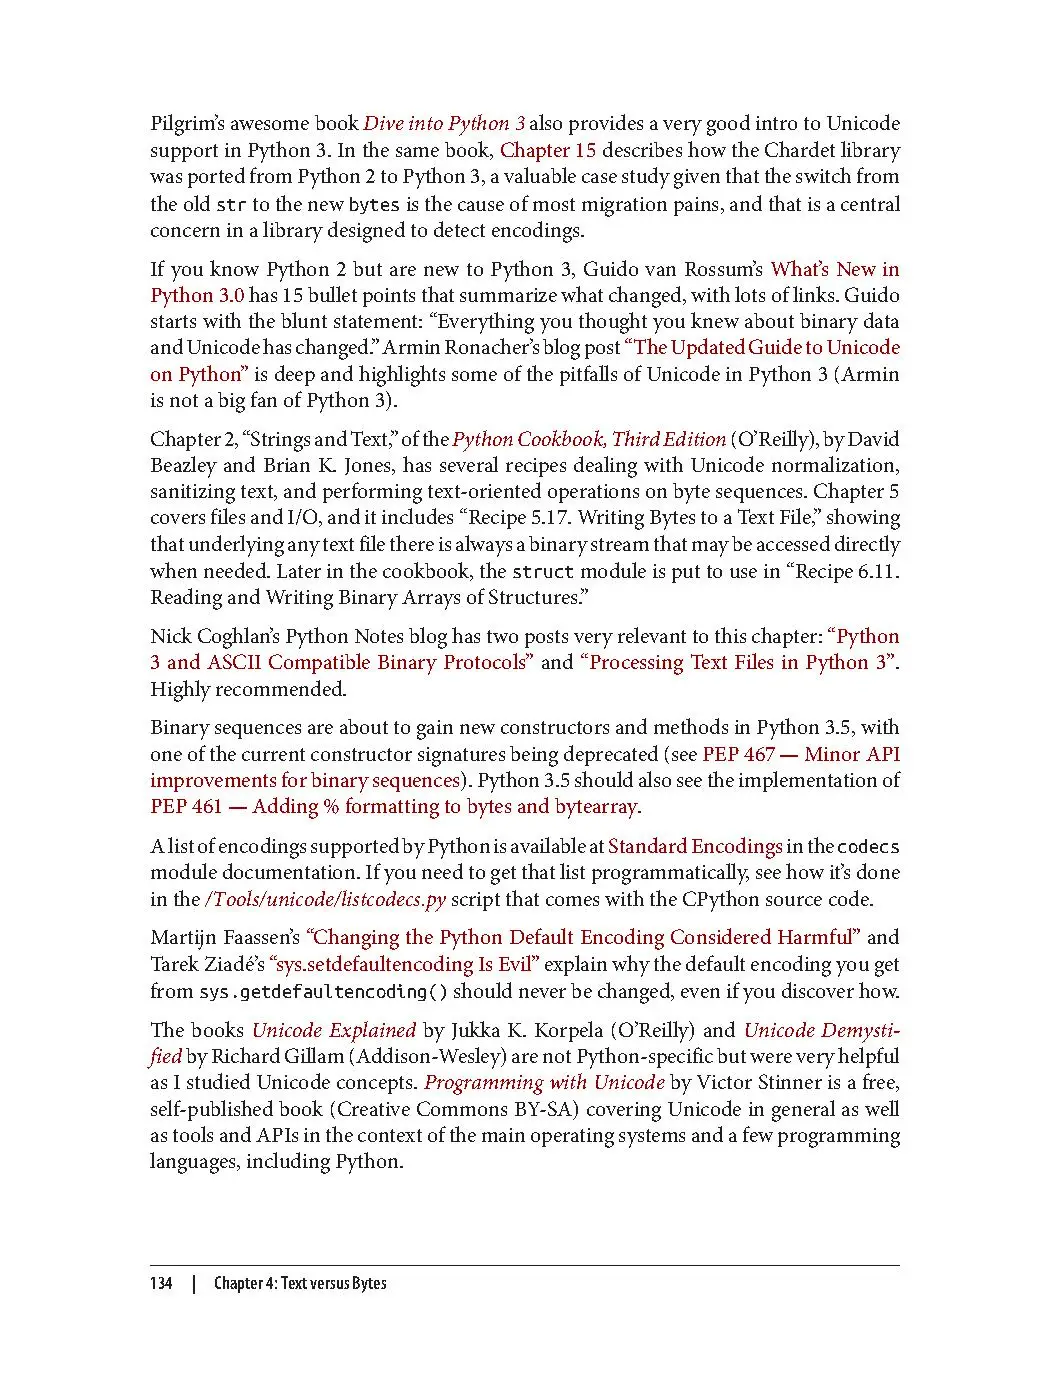 Pilgrim’s awesome book Dive into Python 3 also provides a very good intro to Unicode
support in Python 3. In the same book, Chapter 15 describes how the Chardet library
was ported from Python 2 to Python 3, a valuable case study given that the switch from
the old str to the new bytes is the cause of most migration pains, and that is a central
concern in a library designed to detect encodings.
If you know Python 2 but are new to Python 3, Guido van Rossum’s What’s New in
Python 3.0 has 15 bullet points that summarize what changed, with lots of links. Guido
starts with the blunt statement: “Everything you thought you knew about binary data
and Unicode has changed.” Armin Ronacher’s blog post “The Updated Guide to Unicode
on Python” is deep and highlights some of the pitfalls of Unicode in Python 3 (Armin
is not a big fan of Python 3).
Chapter 2, “Strings and Text,” of the Python Cookbook, Third Edition (O’Reilly), by David
Beazley and Brian K. Jones, has several recipes dealing with Unicode normalization,
sanitizing text, and performing text-oriented operations on byte sequences. Chapter 5
covers files and I/O, and it includes “Recipe 5.17. Writing Bytes to a Text File,” showing
that underlying any text file there is always a binary stream that may be accessed directly
when needed. Later in the cookbook, the struct module is put to use in “Recipe 6.11.
Reading and Writing Binary Arrays of Structures.”
Nick Coghlan’s Python Notes blog has two posts very relevant to this chapter: “Python
3 and ASCII Compatible Binary Protocols” and “Processing Text Files in Python 3”.
Highly recommended.
Binary sequences are about to gain new constructors and methods in Python 3.5, with
one of the current constructor signatures being deprecated (see PEP 467 — Minor API
improvements for binary sequences). Python 3.5 should also see the implementation of
PEP 461 — Adding % formatting to bytes and bytearray.
A list of encodings supported by Python is available at Standard Encodings in the codecs
module documentation. If you need to get that list programmatically, see how it’s done
in the /Tools/unicode/listcodecs.py script that comes with the CPython source code.
Martijn Faassen’s “Changing the Python Default Encoding Considered Harmful” and
Tarek Ziadé’s “sys.setdefaultencoding Is Evil” explain why the default encoding you get
from sys.getdefaultencoding() should never be changed, even if you discover how.
The books Unicode Explained by Jukka K. Korpela (O’Reilly) and Unicode Demysti-
fied by Richard Gillam (Addison-Wesley) are not Python-specific but were very helpful
as I studied Unicode concepts. Programming with Unicode by Victor Stinner is a free,
self-published book (Creative Commons BY-SA) covering Unicode in general as well
as tools and APIs in the context of the main operating systems and a few programming
languages, including Python.
134 | Chapter 4: Text versus Bytes